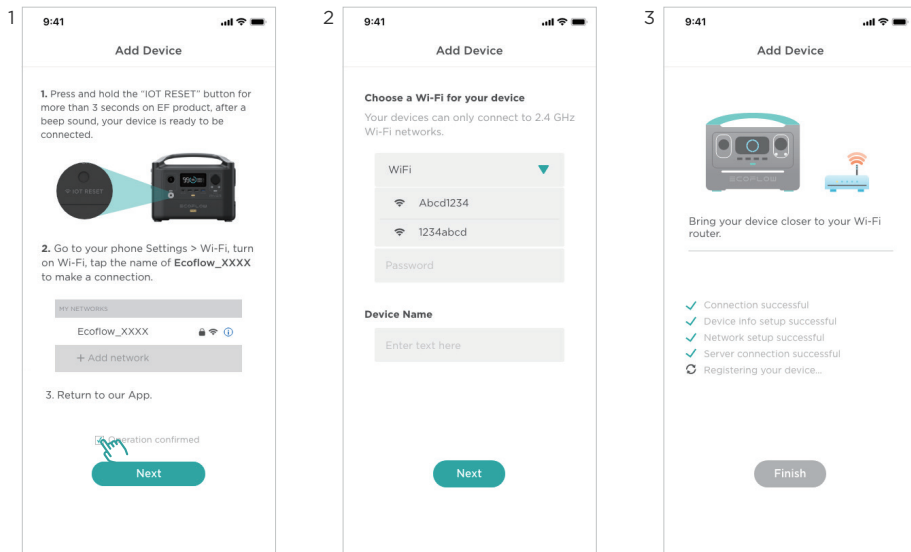 1
9:41
Add Device
1. Press and hold the “IOT RESET” button for
more than 3 seconds on EF product, after a
beep sound, your device is ready to be
connected.
IOT RESET
ECOFLOW
2. Go to your phone Settings > Wi-Fi, turn
on Wi-Fi, tap the name of Ecoflow_XXXX
to make a connection.
MY NETWORKS
Ecoflow_XXXX
+ Add network
3. Return to our App.
Operation confirmed
Next
2
9:41
Add Device
Choose a Wi-Fi for your device
Your devices can only connect to 2.4 GHz
Wi-Fi networks.
WiFi
Abcd1234
1234abcd
Password
Device Name
Enter text here
Next
3
9:41
Add Device
ECOFLOW
Bring your device closer to your Wi-Fi
router.
Connection successful
Device info setup successful
Network setup successful
Server connection successful
Registering your device...
Finish